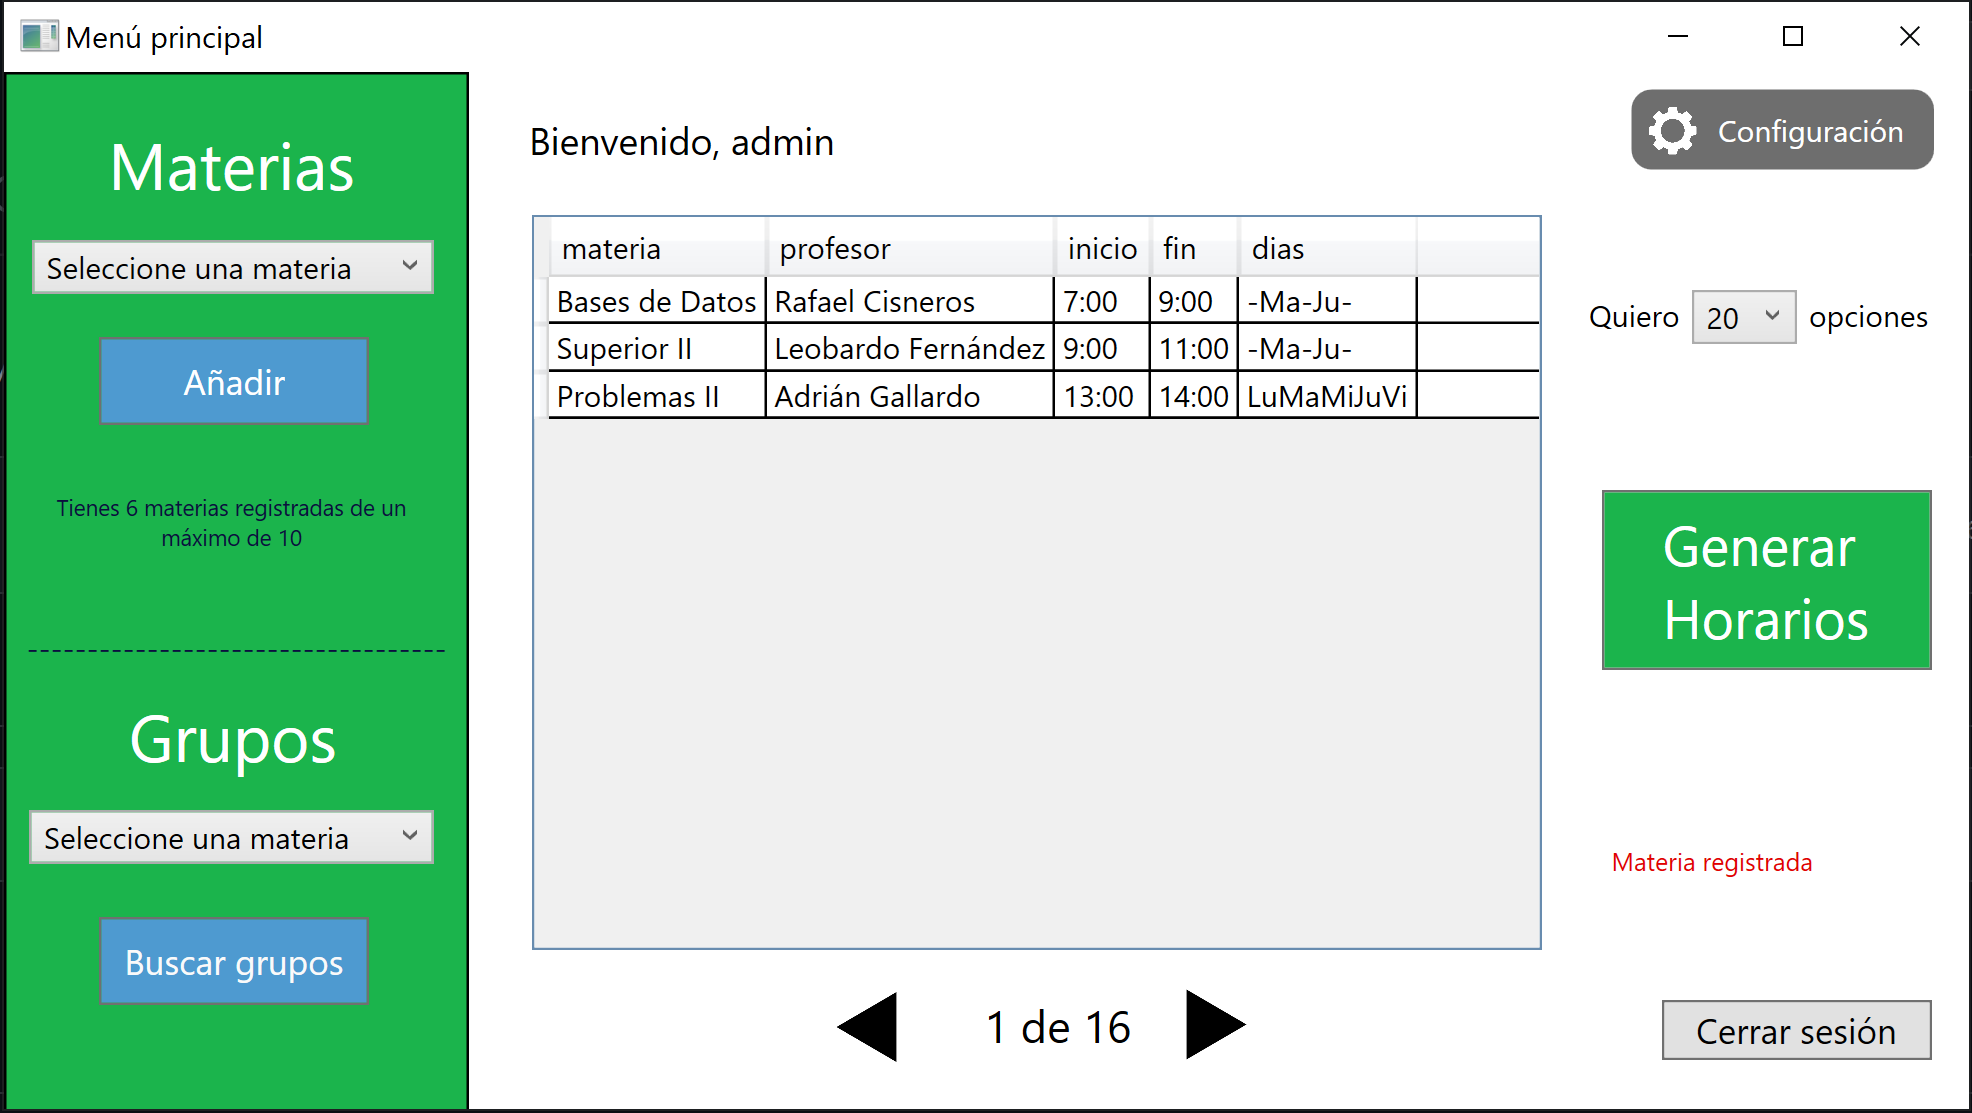 Menú principal
Materias
Seleccione una materia
Añadir
Tienes 6 materias registradas de un
máximo de 10
---------------------------------
Grupos
Seleccione una materia
Buscar grupos
Bienvenido, admin
materia profesor inicio fin dias
Bases de Datos Rafael Cisneros 7:00 9:00 -Ma-Ju-
Superior II Leobardo Fernández 9:00 11:00 -Ma-Ju-
Problemas II Adrián Gallardo 13:00 14:00 LuMaMiJuVi
1 de 16
Configuración
Quiero 20 opciones
Generar
Horarios
Materia registrada
Cerrar sesión